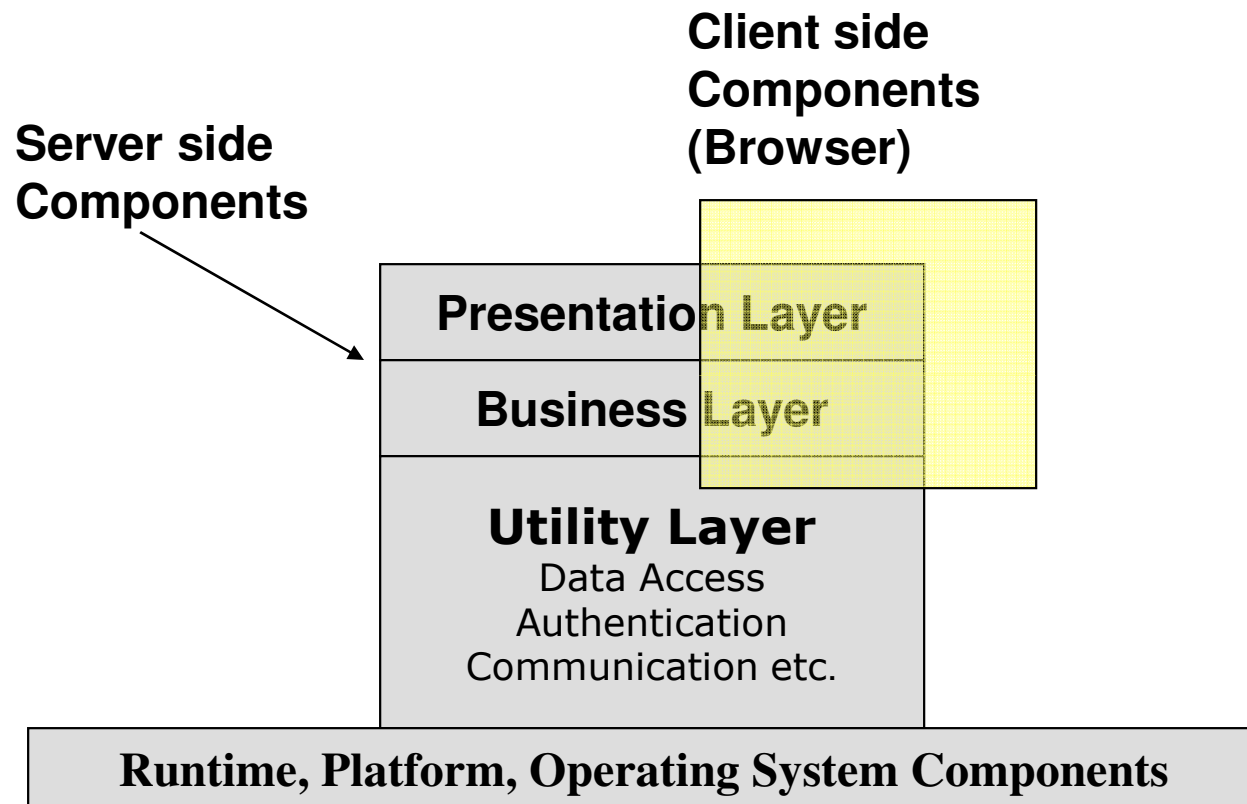 Client side
Components
(Browser)
Server side
Components
Presentation Layer
Business Layer
Utility Layer
Data Access
Authentication
Communication etc.
Runtime, Platform, Operating System Components